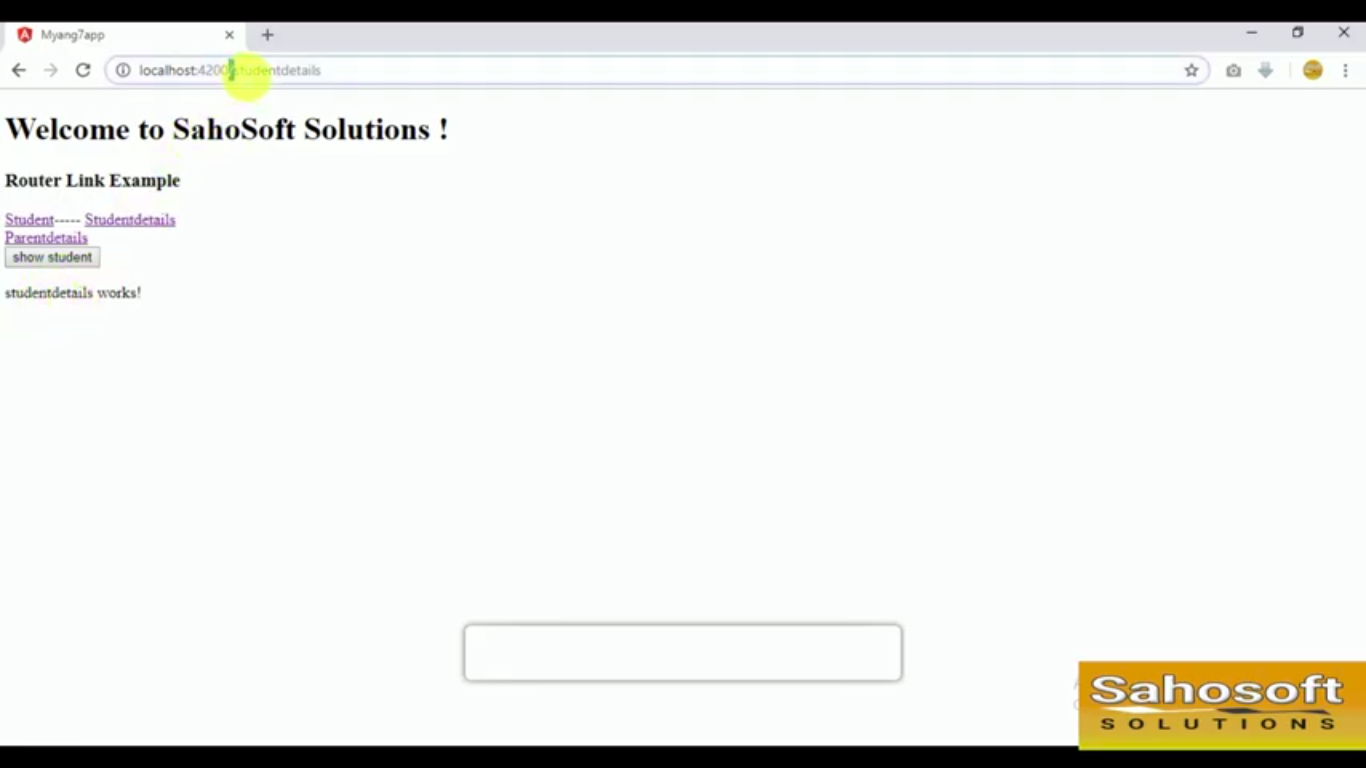 Myang7app
localhost:4200/studentdetails
Welcome to SahoSoft Solutions !
Router Link Example
Student----- Studentdetails
Parentdetails
show student
studentdetails works!
Sahosoft
SOLUTIONS